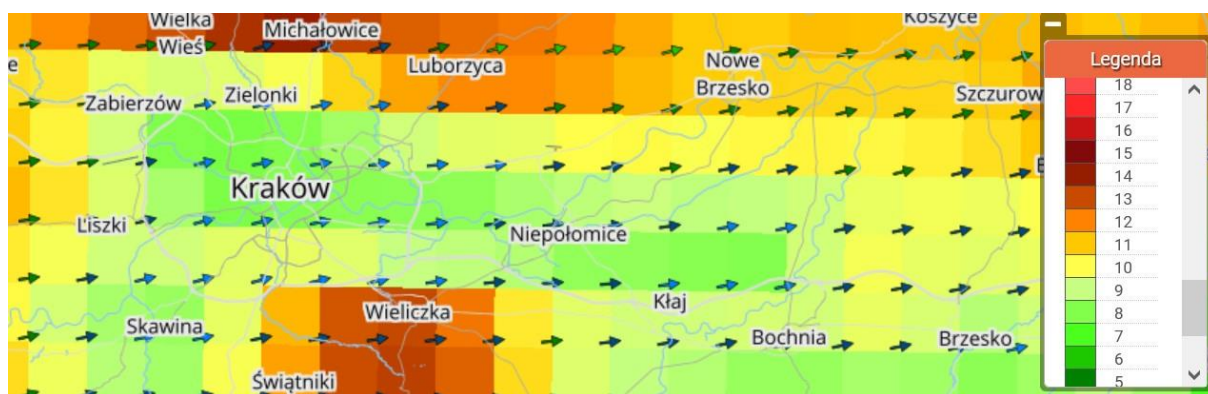 Wielka
Wieś
Michałowice
Koszyce
Luborzyca
Nowe
Brzesko
Zabierzów
Zielonki
Szczurow
Kraków
Liszki
Niepołomice
Kłaj
Wieliczka
Skawina
Bochnia
Brzesko
Świątniki
Legenda
18
17
16
15
14
13
12
11
10
9
8
7
6
5